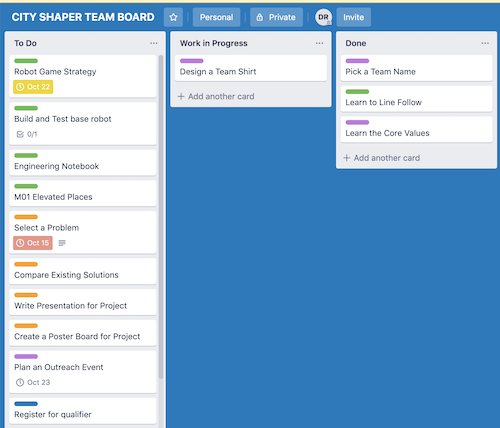 CITY SHAPER TEAM BOARD Personal Private DR Invite
To Do
Robot Game Strategy
Oct 22
Build and Test base robot
0/1
Engineering Notebook
M01 Elevated Places
Select a Problem
Oct 15
Compare Existing Solutions
Write Presentation for Project
Create a Poster Board for Project
Plan an Outreach Event
Oct 23
Register for qualifier
Work in Progress
Design a Team Shirt
+ Add another card
Done
Pick a Team Name
Learn to Line Follow
Learn the Core Values
+ Add another card